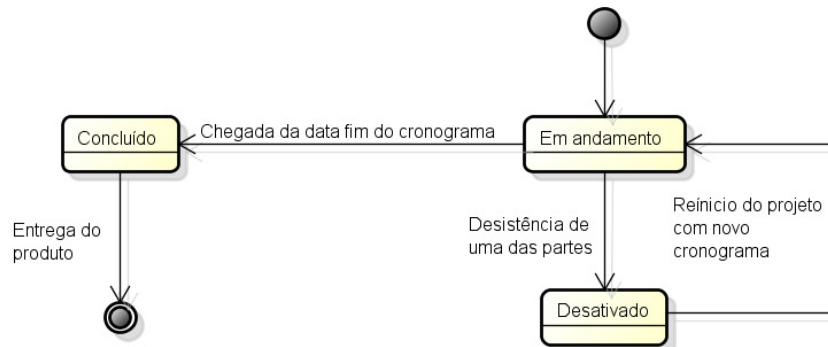 Concluído
Chegada da data fim do cronograma
Em andamento
Entrega do
produto
Desistência de
uma das partes
Reínicio do projeto
com novo
cronograma
Desativado